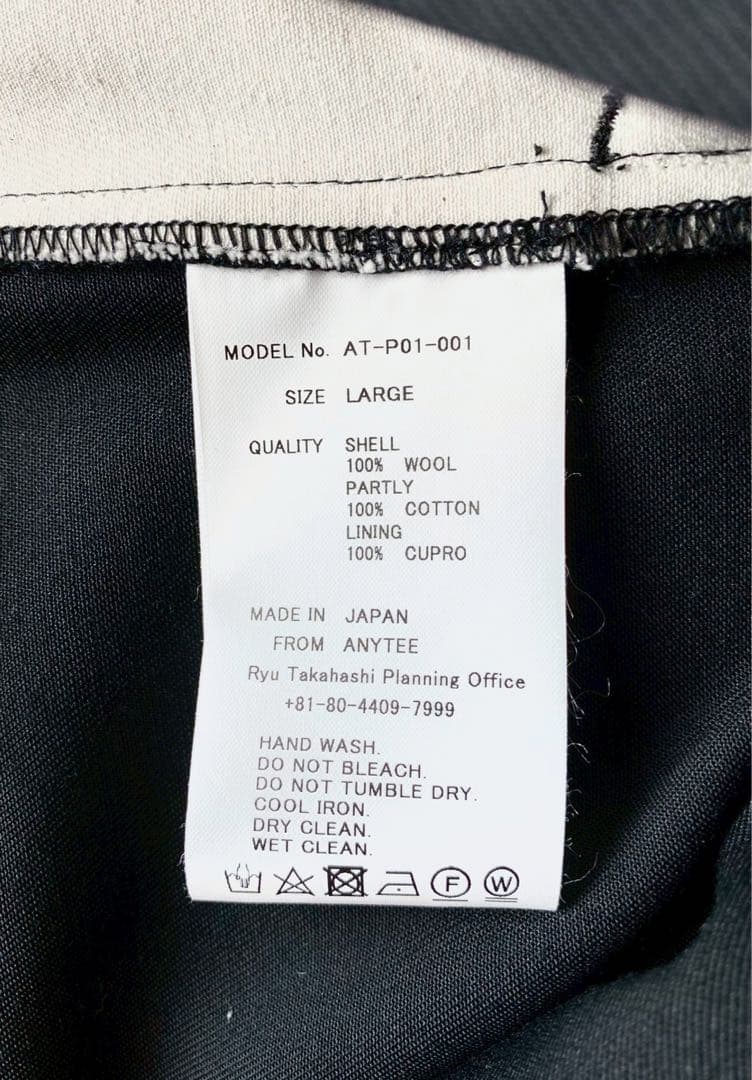 MODEL No. AT-P01-001
SIZE LARGE
QUALITY SHELL
100% WOOL
PARTLY
100% COTTON
LINING
100% CUPRO
MADE IN JAPAN
FROM ANYTEE
Ryu Takahashi Planning Office
+81-80-4409-7999
HAND WASH.
DO NOT BLEACH.
DO NOT TUMBLE DRY.
COOL IRON.
DRY CLEAN.
WET CLEAN.
F W